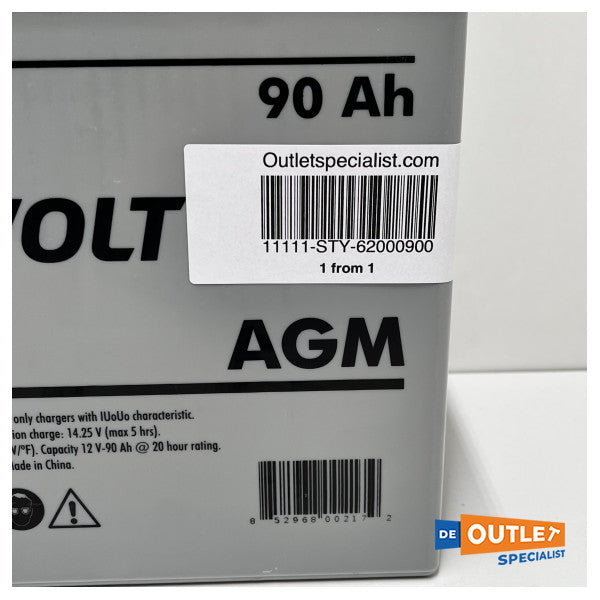 90 Ah
Outletspecialist.com
11111-STY-62000900
1 from 1
VOLT
AGM
only chargers with IUoUo characteristic.
ion charge: 14.25 V (max 5 hrs).
V/°F). Capacity 12 V-90 Ah @ 20 hour rating.
ade in China.
8 52968 00217 2
DE OUTLET
SPECIALIST